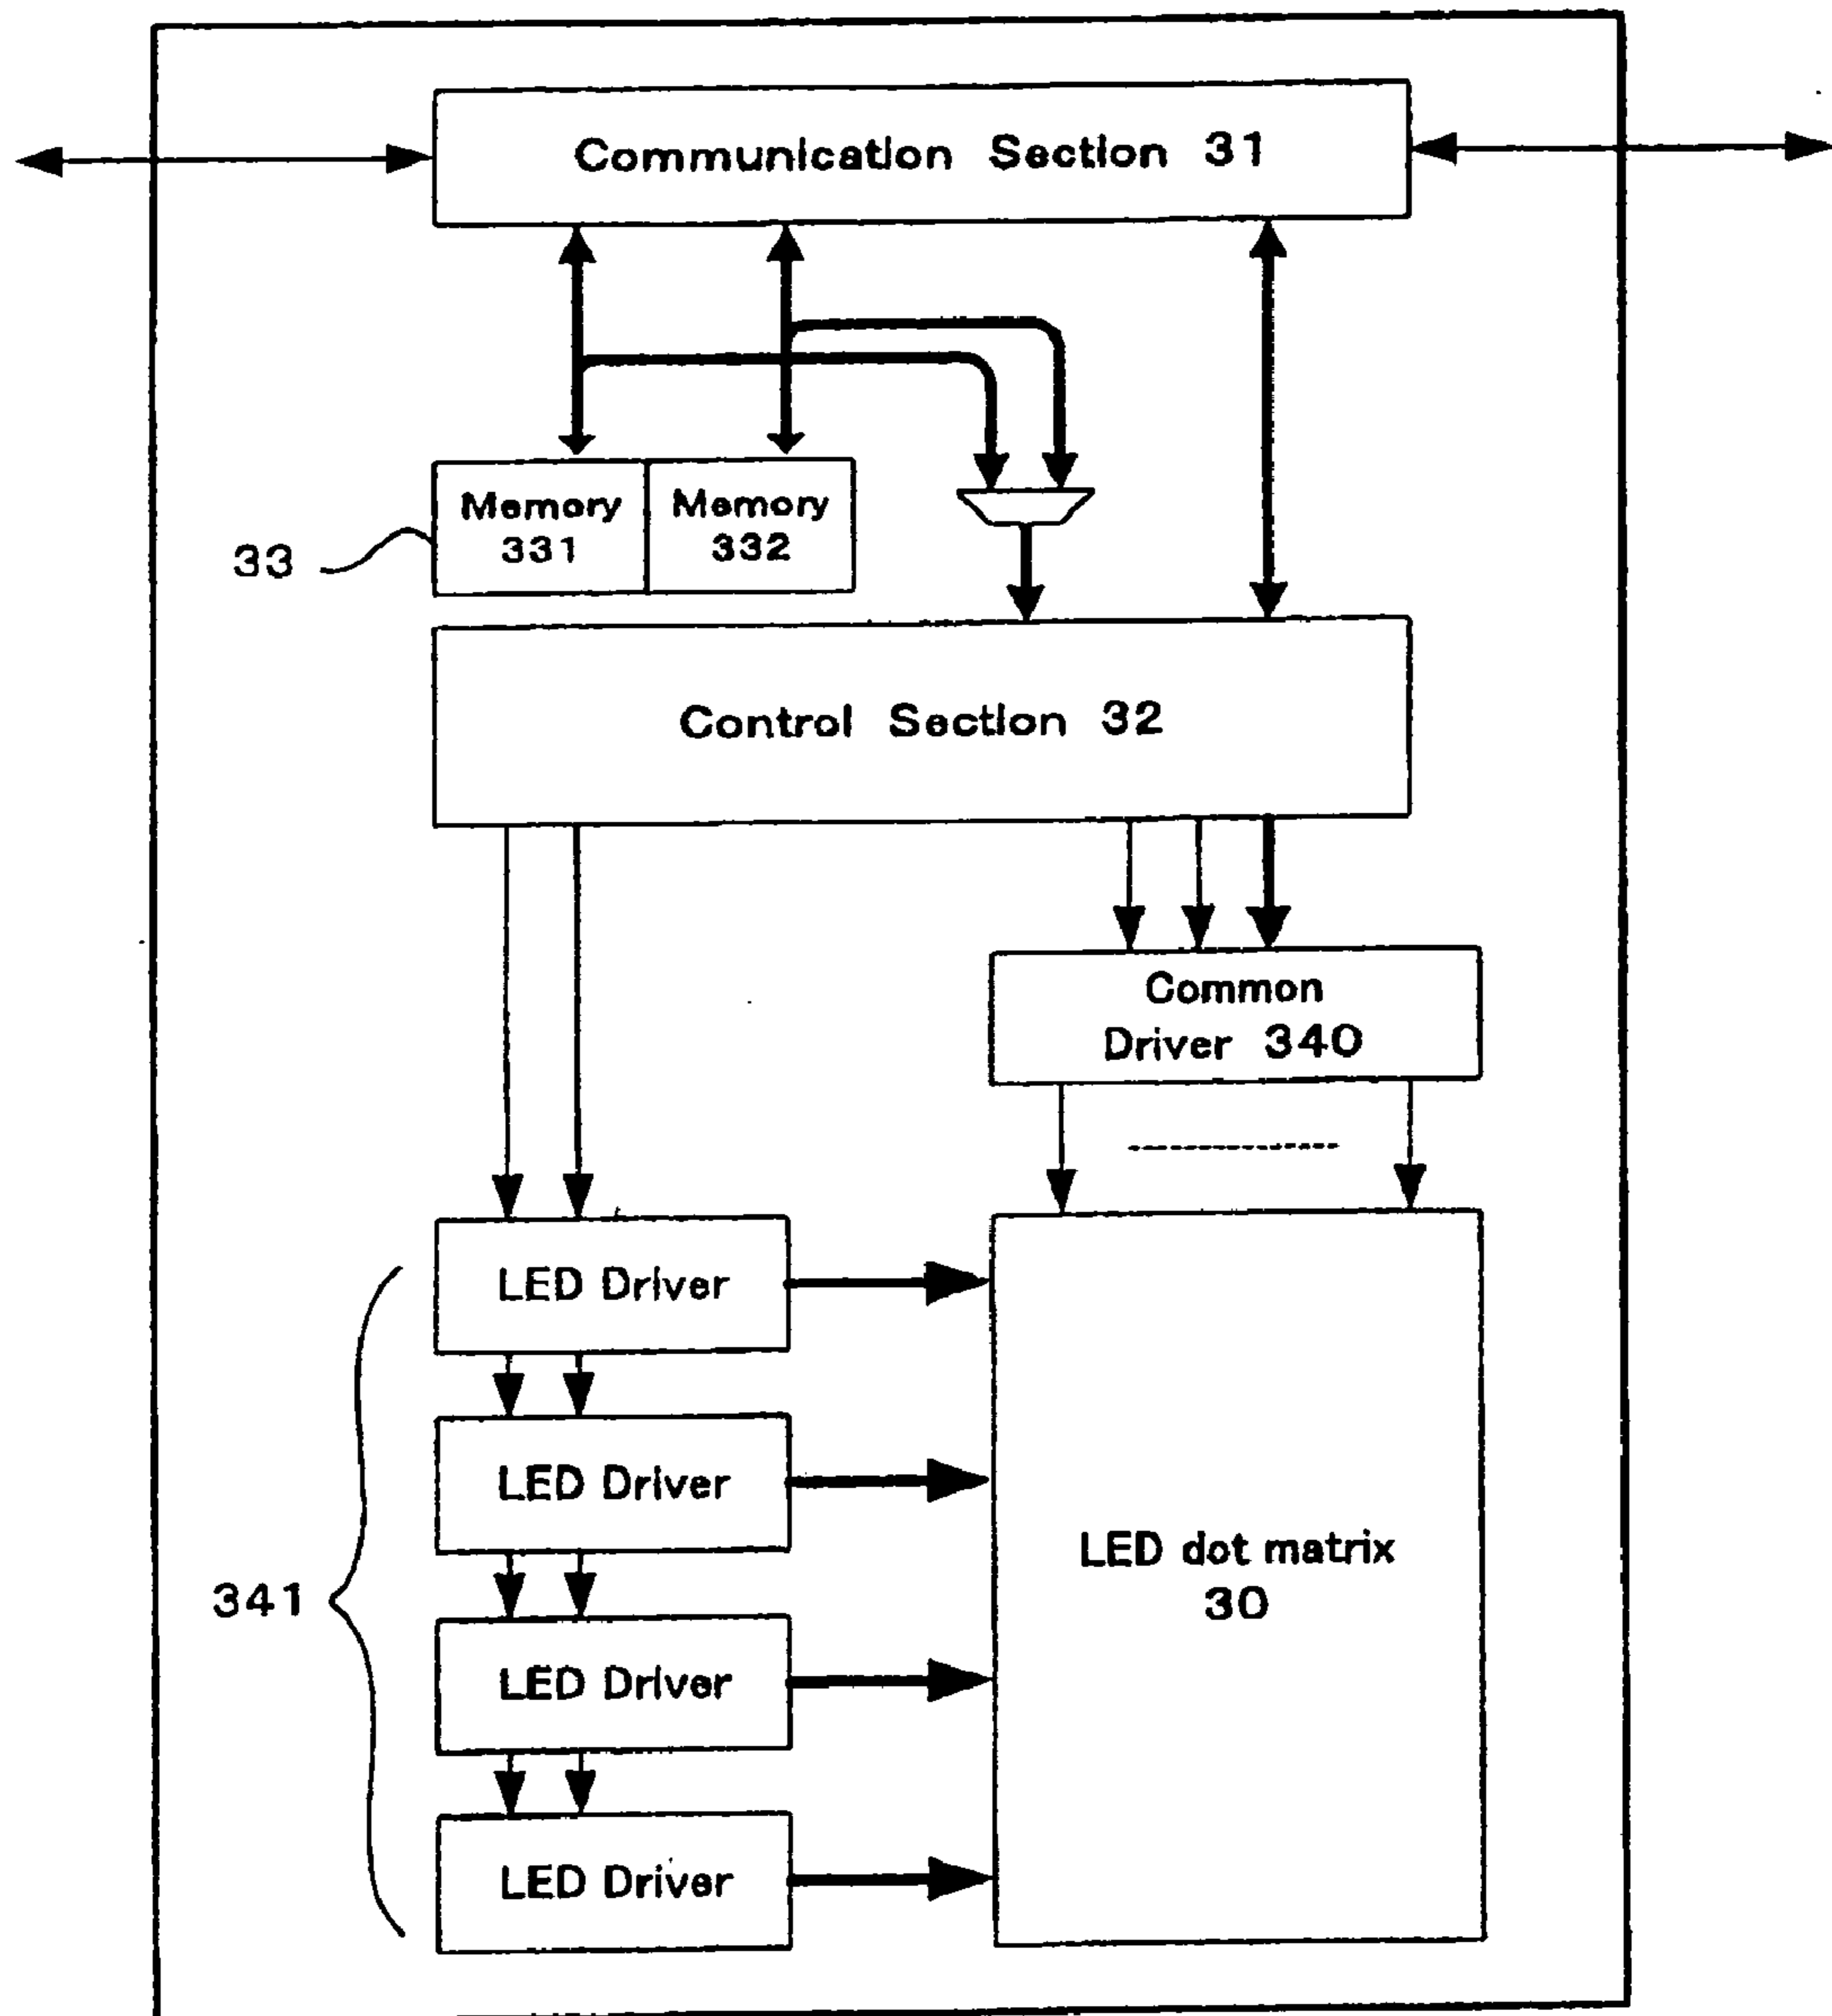 Communication Section 31
Memory
331
Memory
332
33
Control Section 32
Common
Driver 340
LED Driver
LED Driver
341
LED dot matrix
30
LED Driver
LED Driver